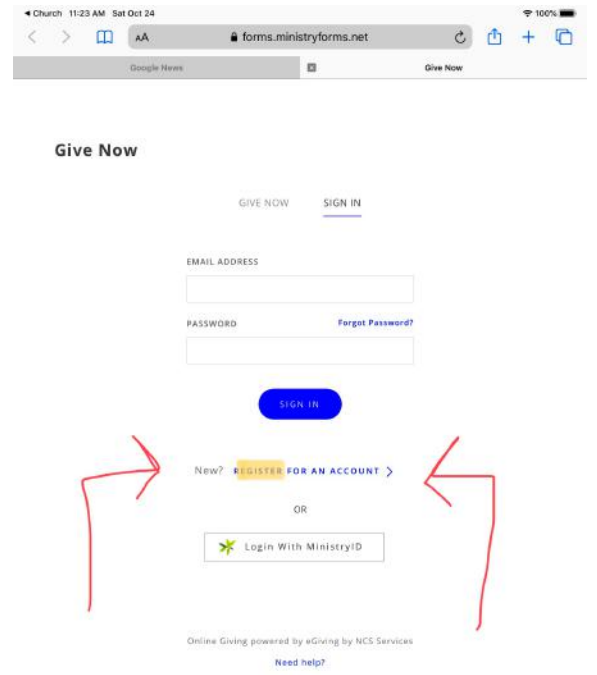 Church 11:23 AM Sat Oct 24 100%
AA forms.ministryforms.net
Google News Give Now
Give Now
GIVE NOW SIGN IN
EMAIL ADDRESS
PASSWORD Forgot Password?
SIGN IN
New? REGISTER FOR AN ACCOUNT
OR
Login With MinistryID
Online Giving powered by eGiving by NCS Services
Need help?